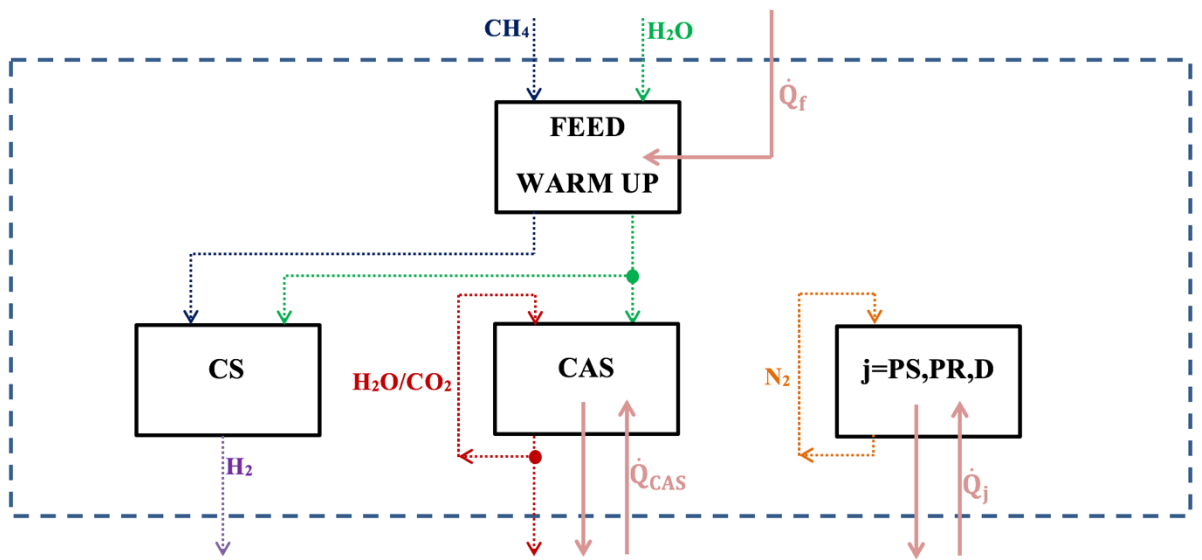 CH₄
H₂O
Q̇f
FEED
WARM UP
CS
H₂O/CO₂
CAS
N₂
j=PS,PR,D
H₂
Q̇CAS
Q̇j